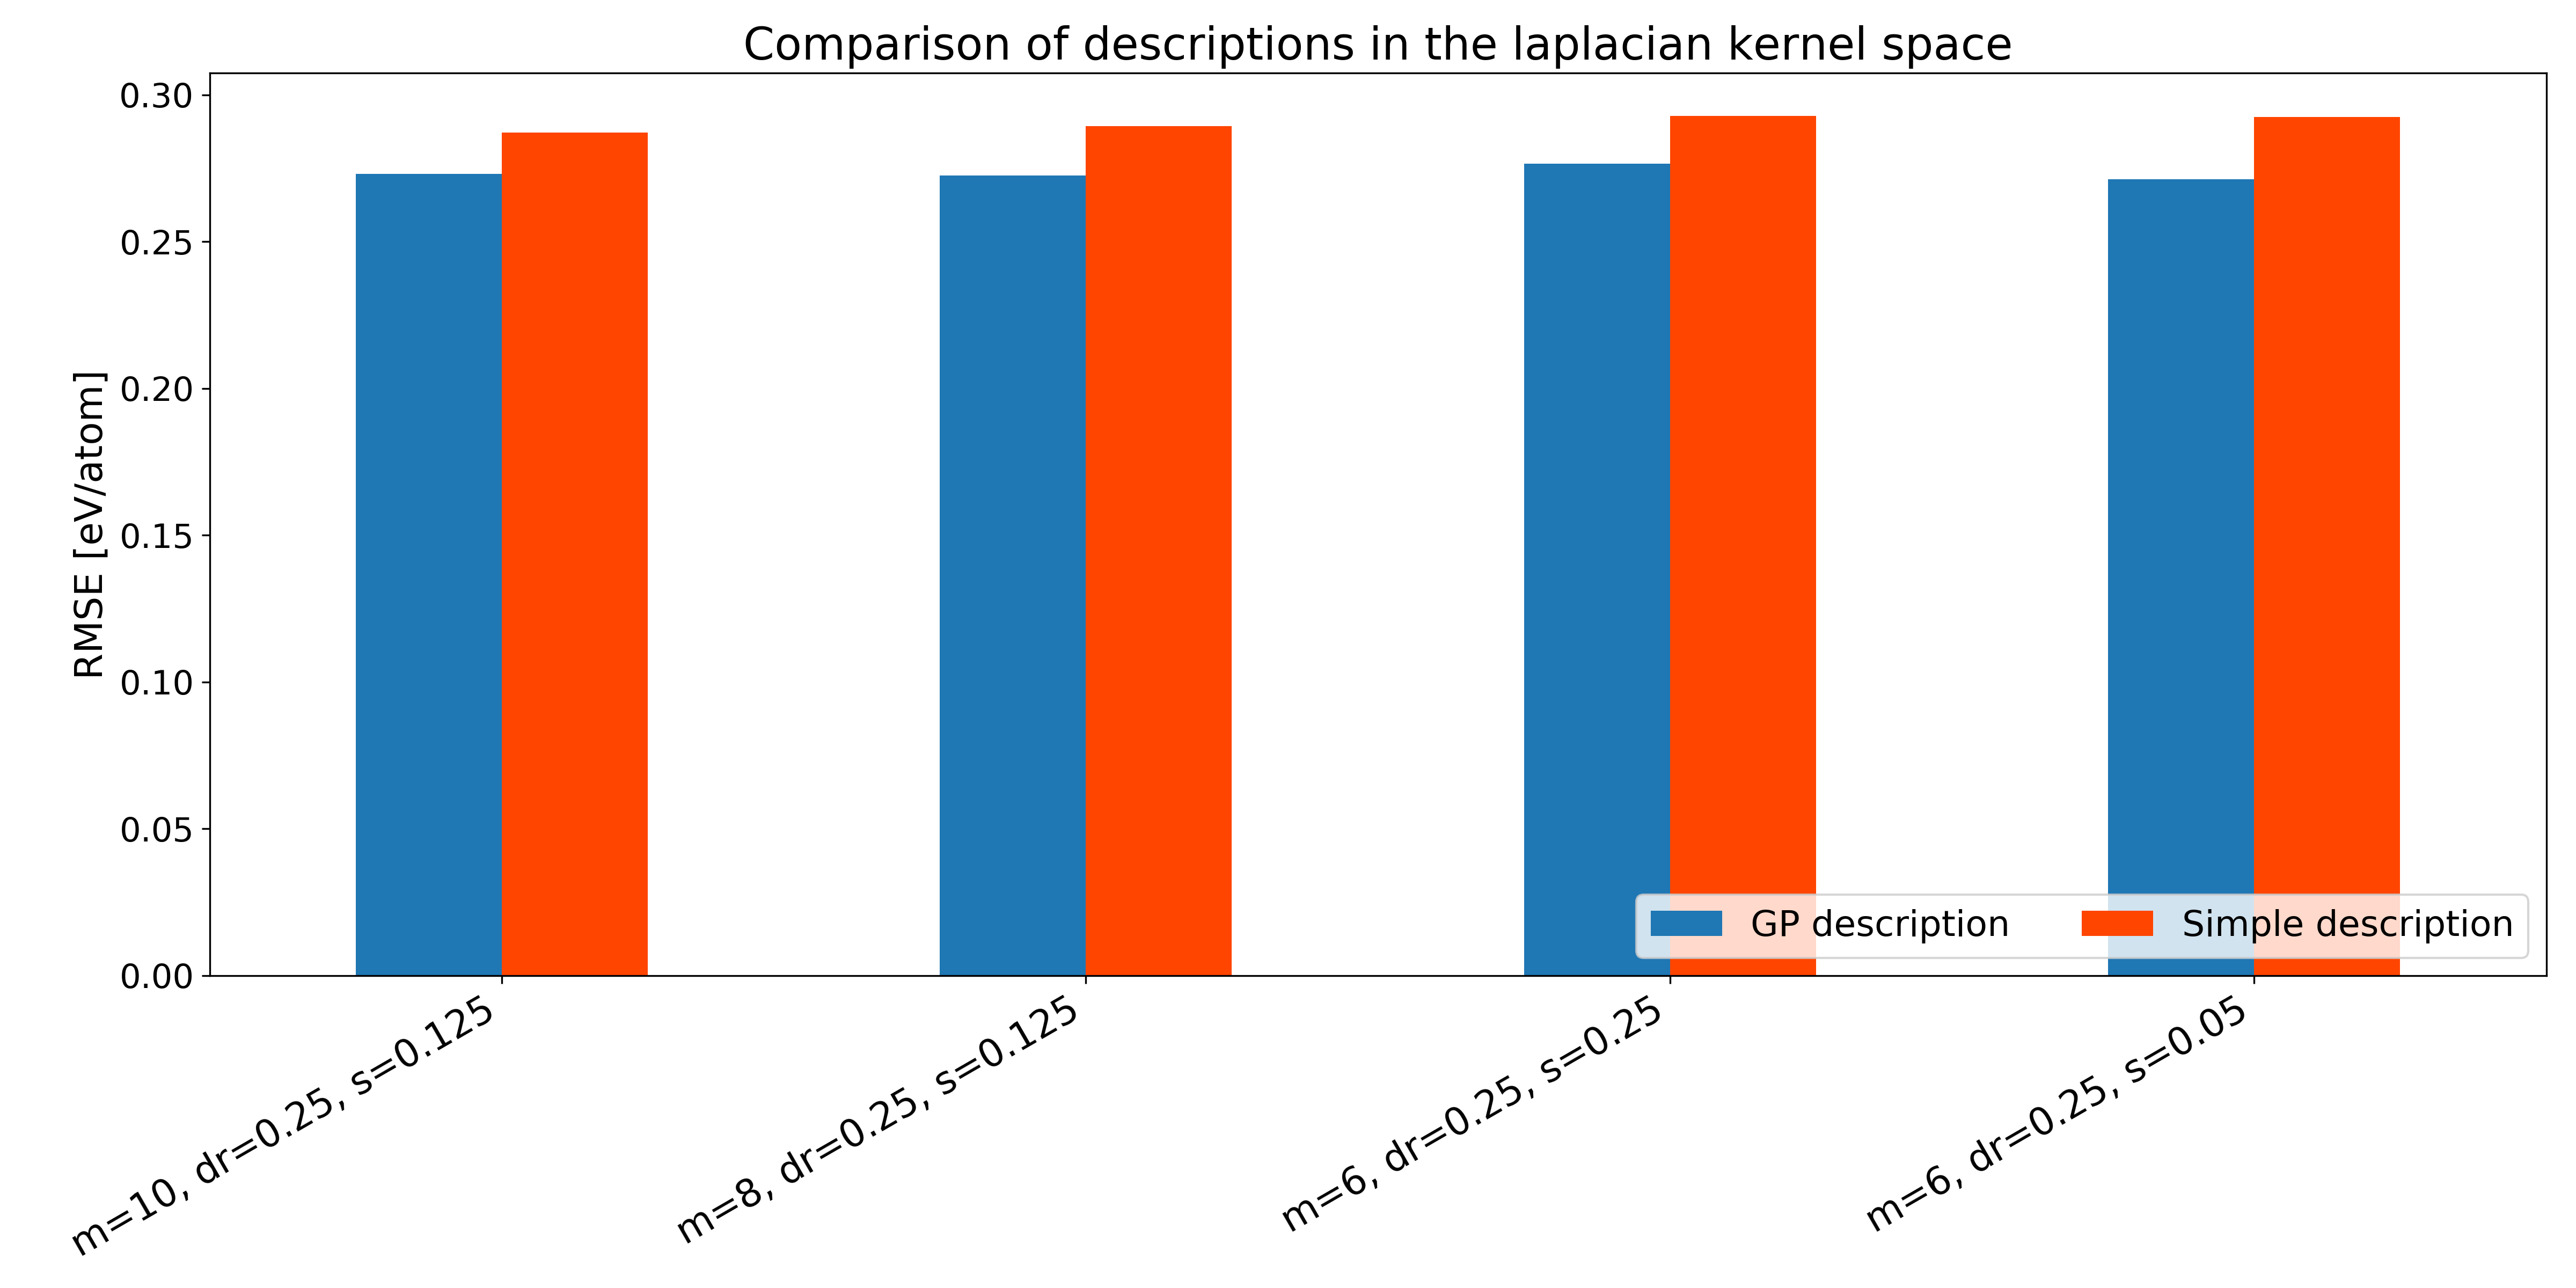 Comparison of descriptions in the laplacian kernel space
RMSE [eV/atom]
0.30
0.25
0.20
0.15
0.10
0.05
0.00
GP description
Simple description
m=10, dr=0.25, s=0.125
m=8, dr=0.25, s=0.125
m=6, dr=0.25, s=0.25
m=6, dr=0.25, s=0.05